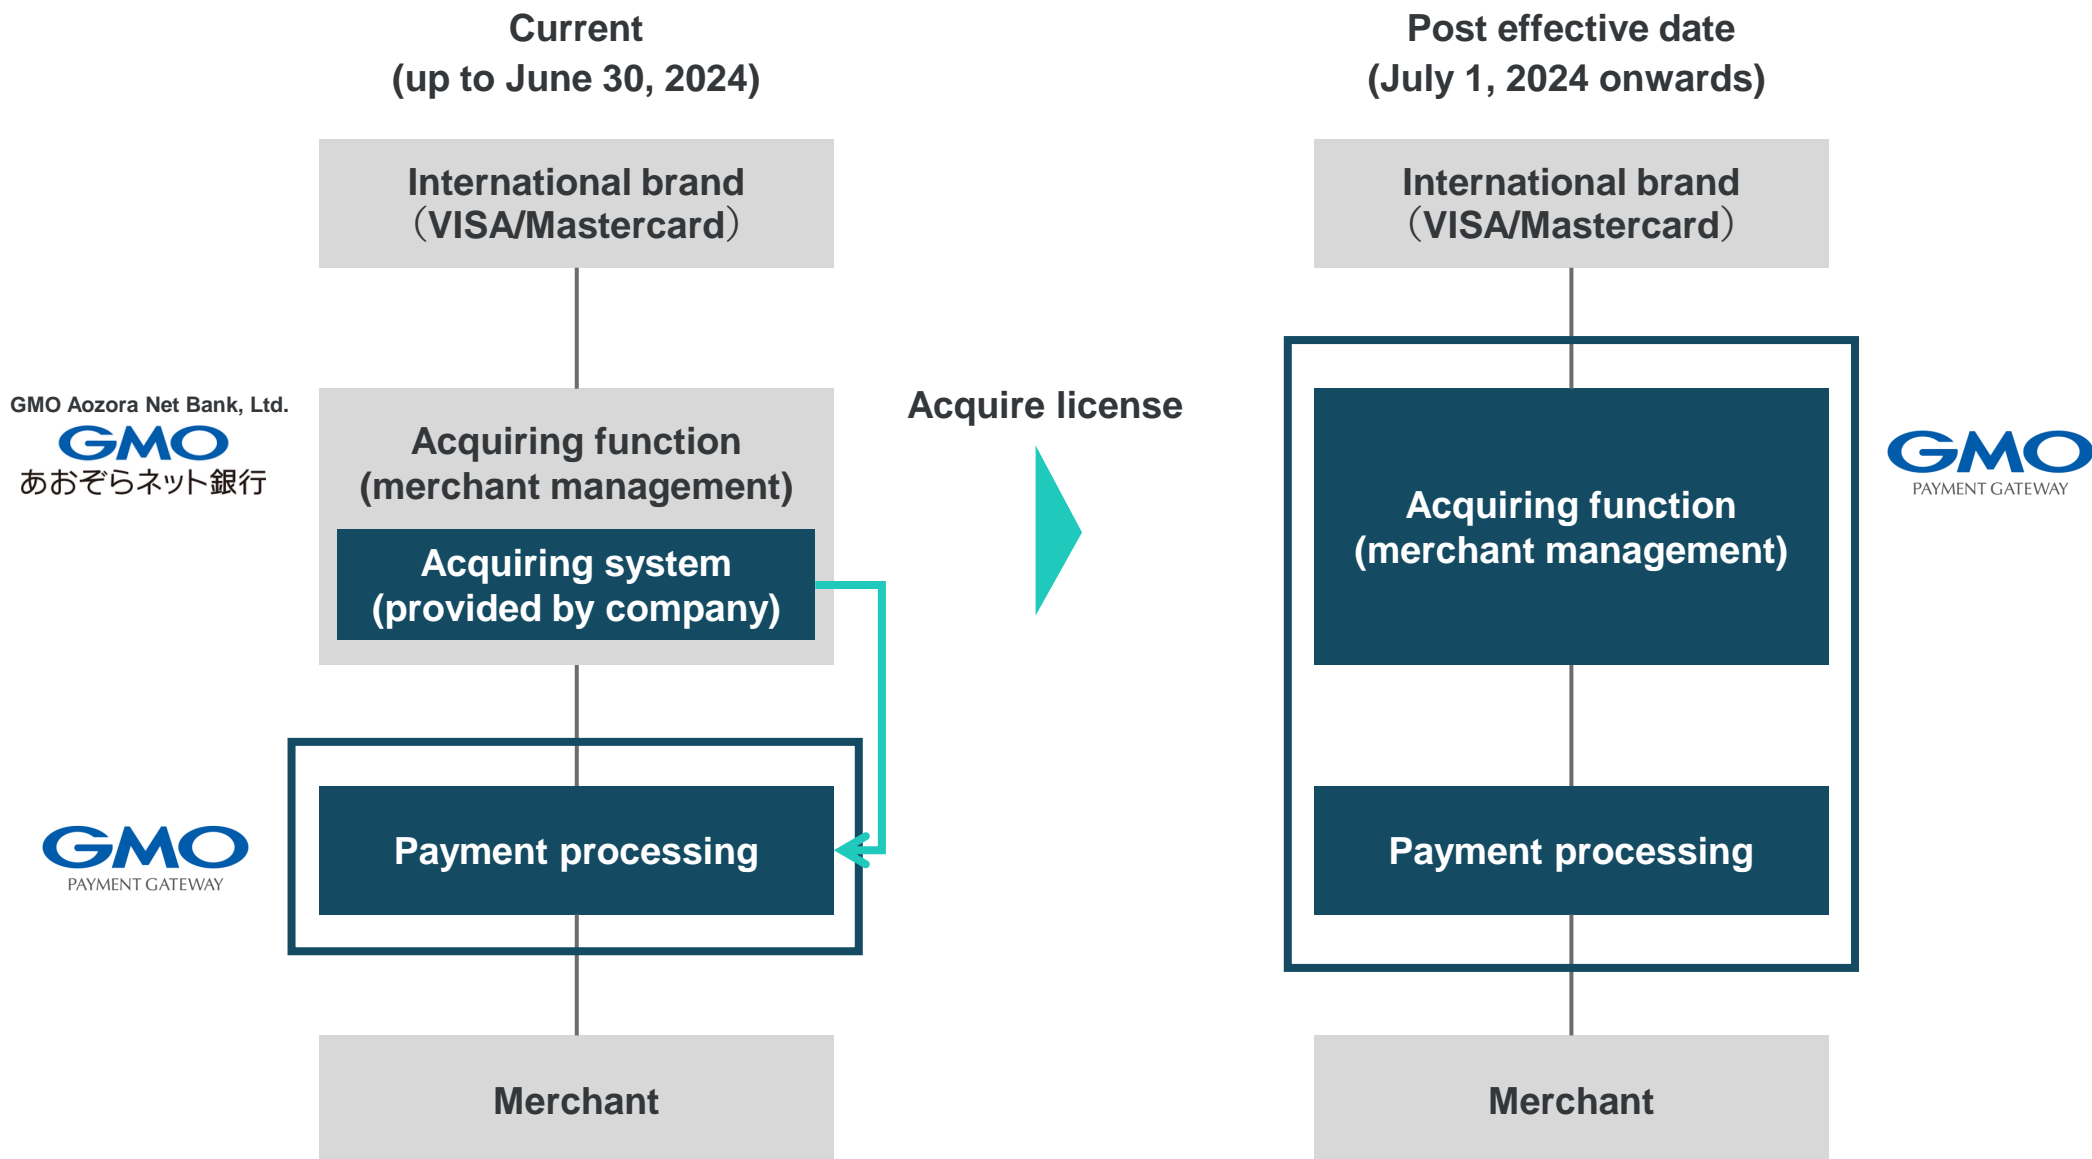 Current
(up to June 30, 2024)
International brand
（VISA/Mastercard）
GMO Aozora Net Bank, Ltd.
GMO
あおぞらネット銀行
Acquiring function
(merchant management)
Acquiring system
(provided by company)
GMO
PAYMENT GATEWAY
Payment processing
Merchant
Acquire license
Post effective date
(July 1, 2024 onwards)
International brand
（VISA/Mastercard）
Acquiring function
(merchant management)
GMO
PAYMENT GATEWAY
Payment processing
Merchant